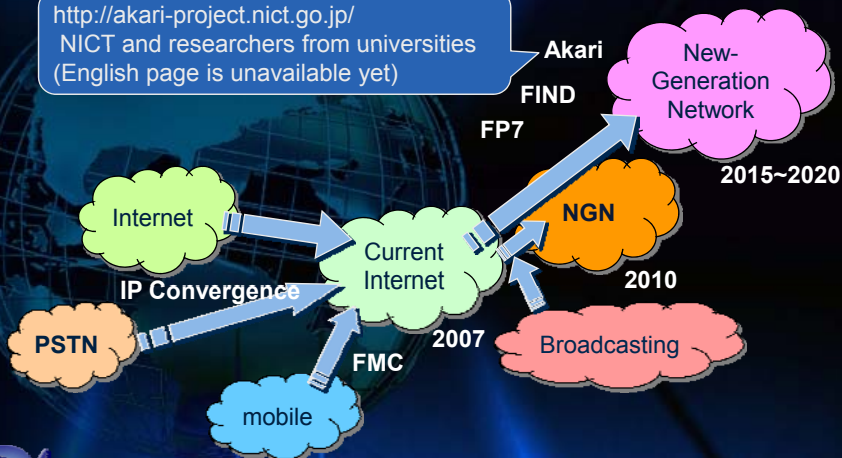 http://akari-project.nict.go.jp/
NICT and researchers from universities
(English page is unavailable yet)
Akari
FIND
FP7
New-
Generation
Network
2015~2020
Internet
Current
Internet
NGN
2010
IP Convergence
PSTN
2007
FMC
Broadcasting
mobile